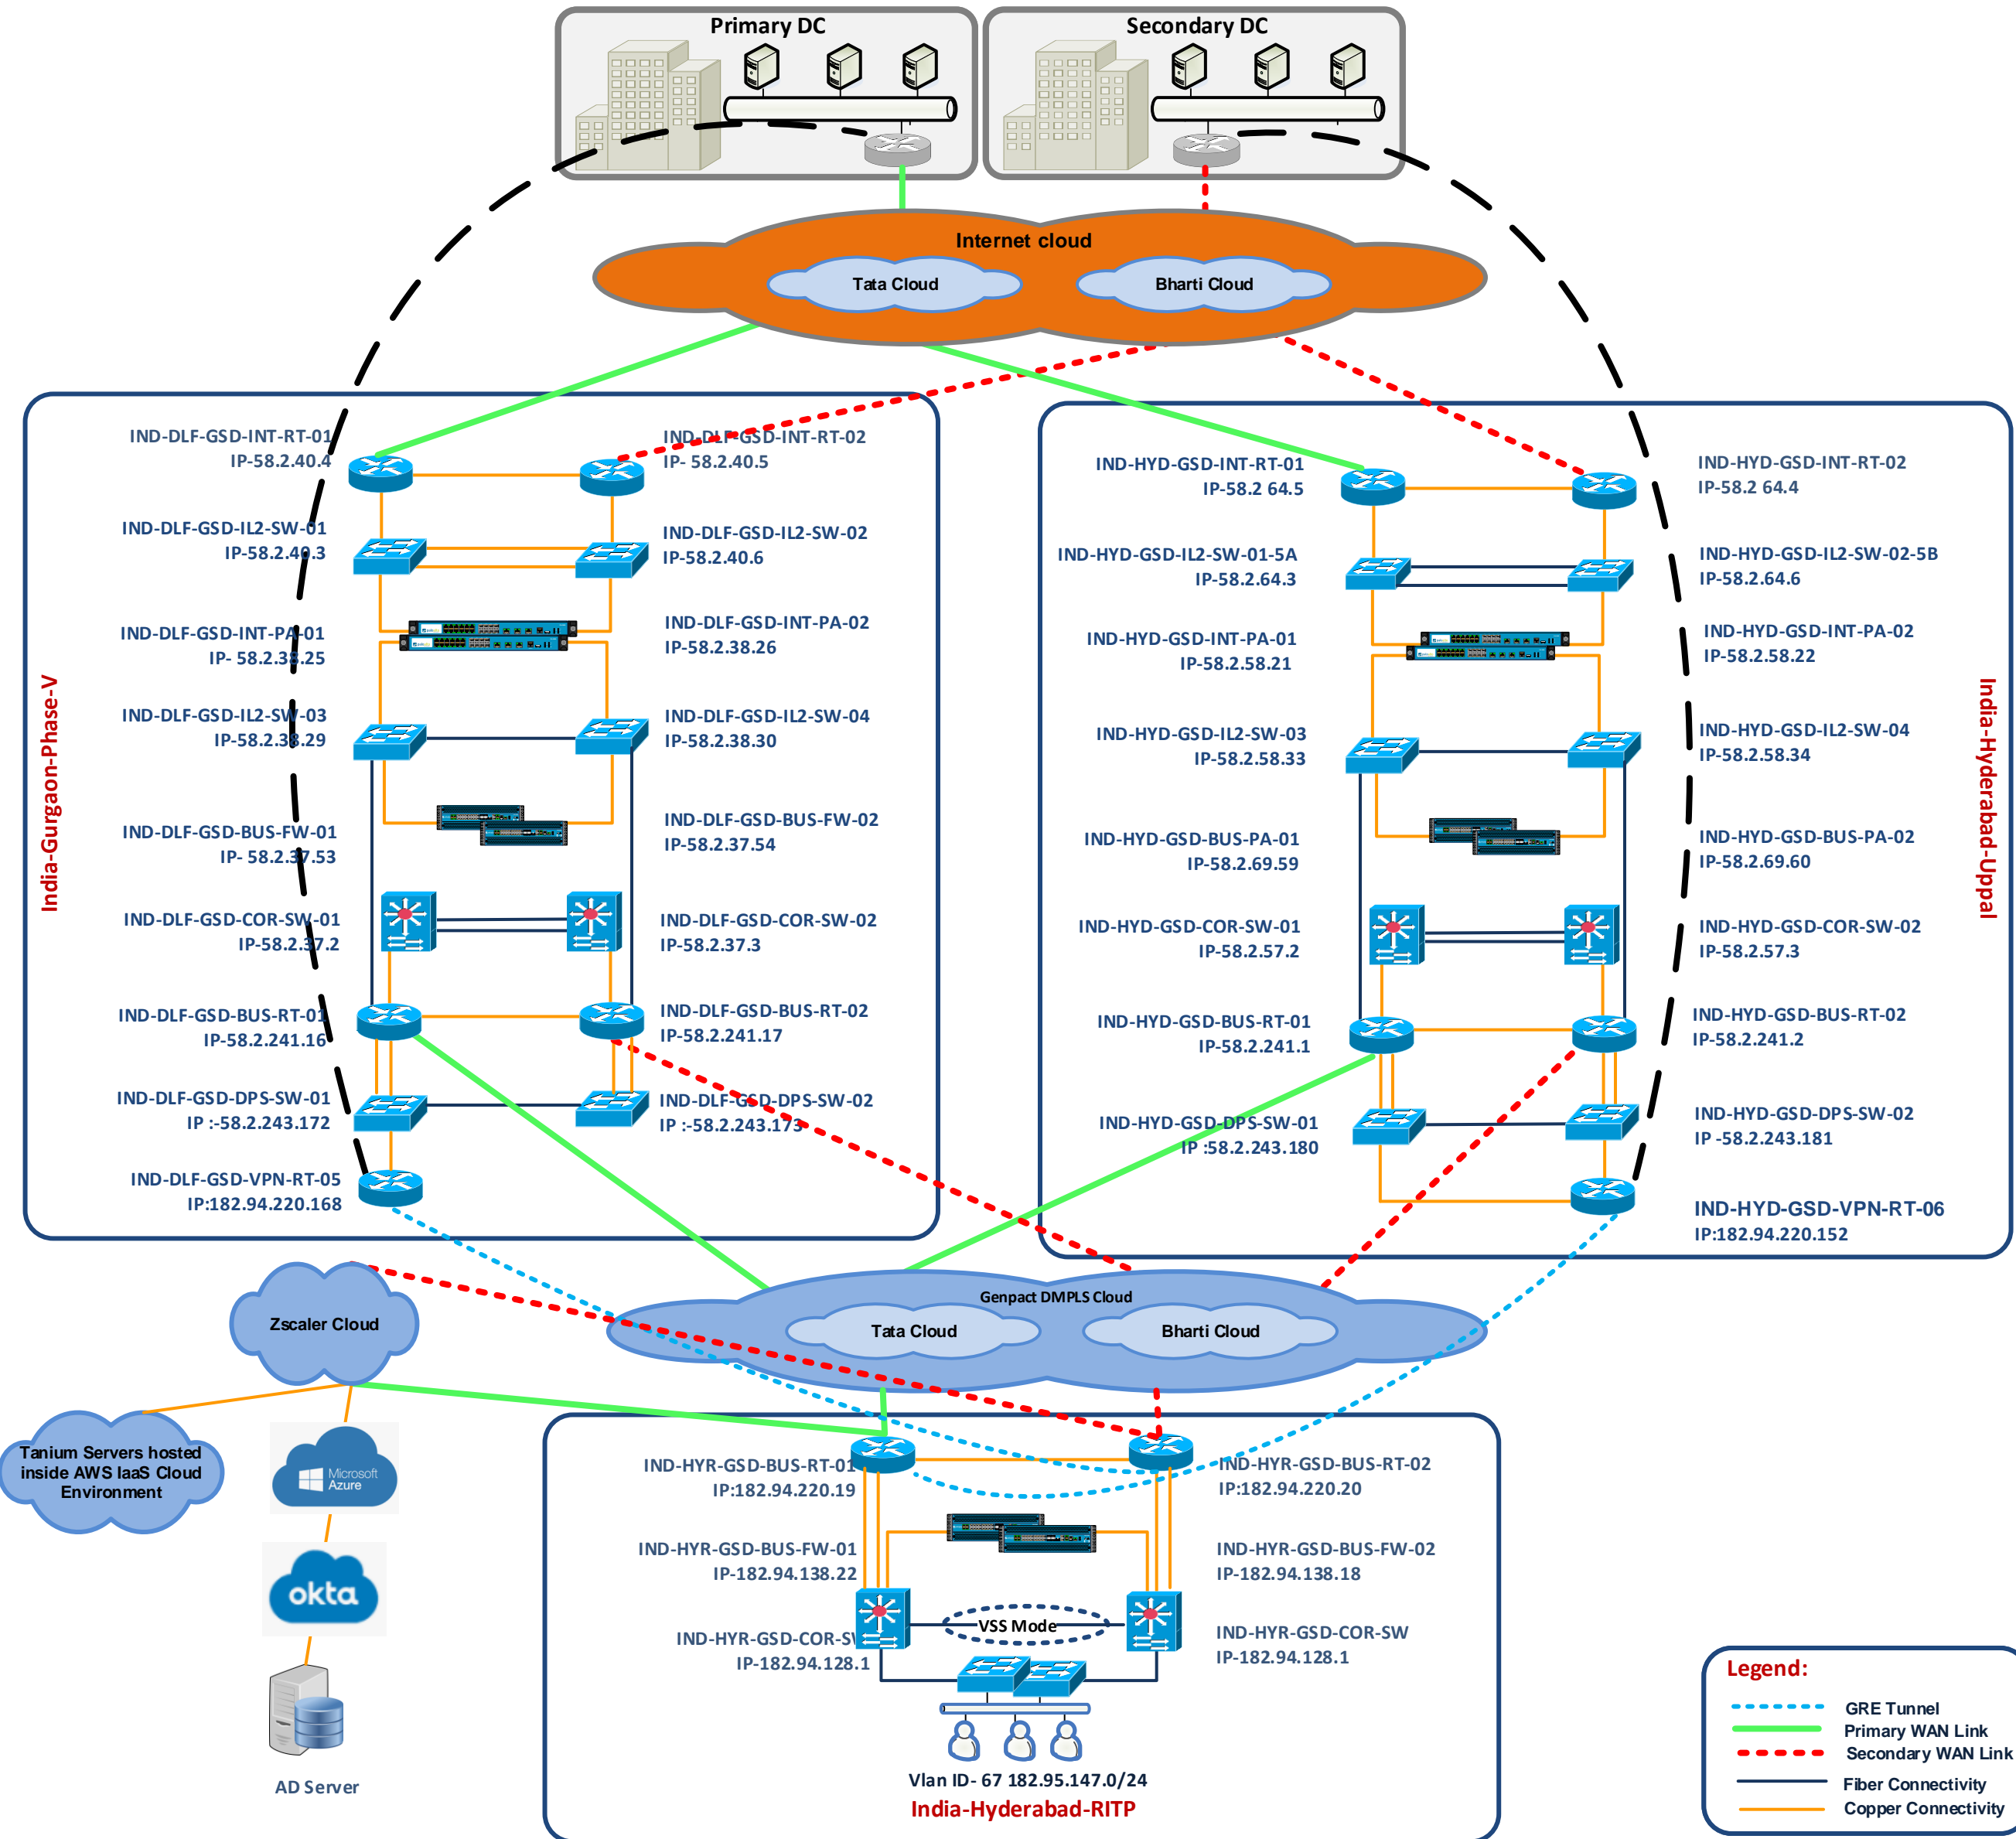 Primary DC
Secondary DC
Internet cloud
Tata Cloud
Bharti Cloud
India-Gurgaon-Phase-V
IND-DLF-GSD-INT-RT-01
IP-58.2.40.4
IND-DLF-GSD-INT-RT-02
IP- 58.2.40.5
IND-DLF-GSD-IL2-SW-01
IP-58.2.40.3
IND-DLF-GSD-IL2-SW-02
IP-58.2.40.6
IND-DLF-GSD-INT-PA-01
IP- 58.2.38.25
IND-DLF-GSD-INT-PA-02
IP-58.2.38.26
IND-DLF-GSD-IL2-SW-03
IP-58.2.38.29
IND-DLF-GSD-IL2-SW-04
IP-58.2.38.30
IND-DLF-GSD-BUS-FW-01
IP- 58.2.37.53
IND-DLF-GSD-BUS-FW-02
IP-58.2.37.54
IND-DLF-GSD-COR-SW-01
IP-58.2.37.2
IND-DLF-GSD-COR-SW-02
IP-58.2.37.3
IND-DLF-GSD-BUS-RT-01
IP-58.2.241.16
IND-DLF-GSD-BUS-RT-02
IP-58.2.241.17
IND-DLF-GSD-DPS-SW-01
IP :-58.2.243.172
IND-DLF-GSD-DPS-SW-02
IP :-58.2.243.173
IND-DLF-GSD-VPN-RT-05
IP:182.94.220.168
India-Hyderabad-Uppal
IND-HYD-GSD-INT-RT-01
IP-58.2 64.5
IND-HYD-GSD-INT-RT-02
IP-58.2 64.4
IND-HYD-GSD-IL2-SW-01-5A
IP-58.2.64.3
IND-HYD-GSD-IL2-SW-02-5B
IP-58.2.64.6
IND-HYD-GSD-INT-PA-01
IP-58.2.58.21
IND-HYD-GSD-INT-PA-02
IP-58.2.58.22
IND-HYD-GSD-IL2-SW-03
IP-58.2.58.33
IND-HYD-GSD-IL2-SW-04
IP-58.2.58.34
IND-HYD-GSD-BUS-PA-01
IP-58.2.69.59
IND-HYD-GSD-BUS-PA-02
IP-58.2.69.60
IND-HYD-GSD-COR-SW-01
IP-58.2.57.2
IND-HYD-GSD-COR-SW-02
IP-58.2.57.3
IND-HYD-GSD-BUS-RT-01
IP-58.2.241.1
IND-HYD-GSD-BUS-RT-02
IP-58.2.241.2
IND-HYD-GSD-DPS-SW-01
IP :58.2.243.180
IND-HYD-GSD-DPS-SW-02
IP -58.2.243.181
IND-HYD-GSD-VPN-RT-06
IP:182.94.220.152
Genpact DMPLS Cloud
Tata Cloud
Bharti Cloud
Zscaler Cloud
Tanium Servers hosted
inside AWS IaaS Cloud
Environment
Microsoft
Azure
okta
AD Server
IND-HYR-GSD-BUS-RT-01
IP:182.94.220.19
IND-HYR-GSD-BUS-RT-02
IP:182.94.220.20
IND-HYR-GSD-BUS-FW-01
IP-182.94.138.22
IND-HYR-GSD-BUS-FW-02
IP-182.94.138.18
VSS Mode
IND-HYR-GSD-COR-SW
IP-182.94.128.1
IND-HYR-GSD-COR-SW
IP-182.94.128.1
Vlan ID- 67 182.95.147.0/24
India-Hyderabad-RITP
Legend:
GRE Tunnel
Primary WAN Link
Secondary WAN Link
Fiber Connectivity
Copper Connectivity